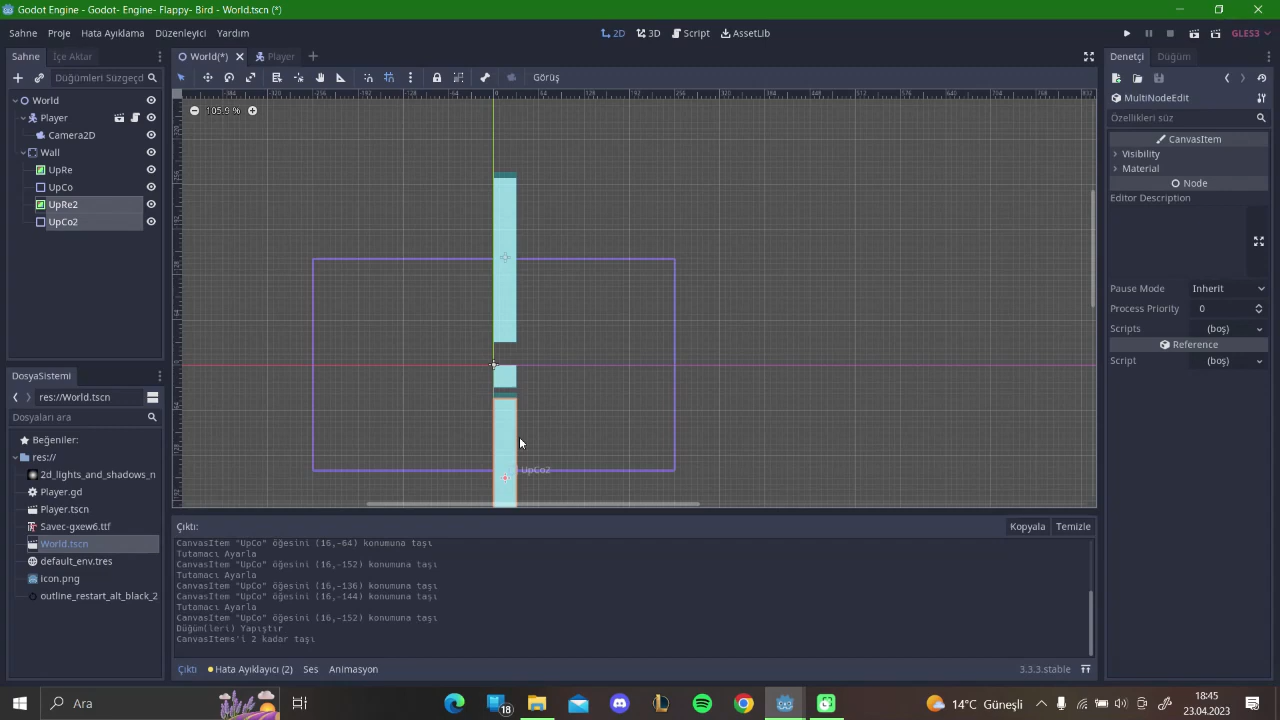 Godot Engine - Godot- Engine- Flappy- Bird - World.tscn (*)
Sahne Proje Hata Ayıklama Düzenleyici Yardım
2D 3D Script AssetLib
GLES3
Sahne İçe Aktar
World(*) Player
Denetçi Düğüm
Düğümleri Süzgeçd
Görüş
MultiNodeEdit
Özellikleri süz
105.9 %
World
Player
Camera2D
Wall
UpRe
UpCo
UpRe2
UpCo2
CanvasItem
Visibility
Material
Node
Editor Description
Pause Mode Inherit
Process Priority 0
Scripts (boş)
Reference
Script (boş)
UpCo2
DosyaSistemi
res://World.tscn
Dosyaları ara
Beğeniler:
res://
2d_lights_and_shadows_n
Player.gd
Player.tscn
Savec-gxew6.ttf
World.tscn
default_env.tres
icon.png
outline_restart_alt_black_2
Çıktı:
Kopyala Temizle
CanvasItem "UpCo" öğesini (16,-64) konumuna taşı
Tutamacı Ayarla
CanvasItem "UpCo" öğesini (16,-152) konumuna taşı
Tutamacı Ayarla
CanvasItem "UpCo" öğesini (16,-136) konumuna taşı
CanvasItem "UpCo" öğesini (16,-144) konumuna taşı
Tutamacı Ayarla
CanvasItem "UpCo" öğesini (16,-152) konumuna taşı
Düğüm(leri) Yapıştır
CanvasItems'i 2 kadar taşı
Çıktı Hata Ayıklayıcı (2) Ses Animasyon
3.3.3.stable
Ara
18
14°C Güneşli
18:45
23.04.2023